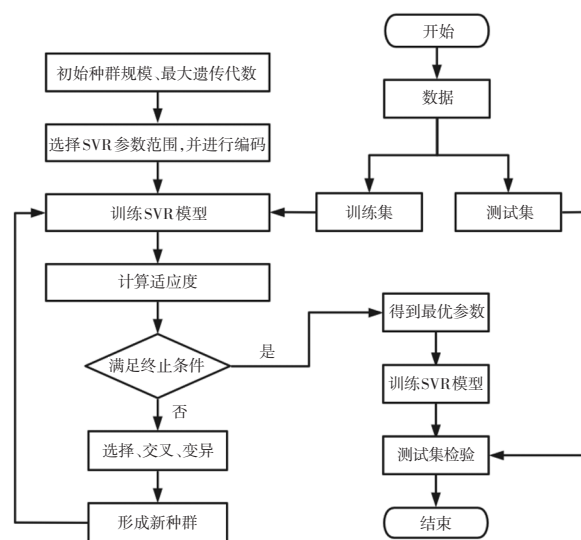 开始
初始种群规模、最大遗传代数
数据
选择SVR参数范围,并进行编码
训练SVR模型
训练集
测试集
计算适应度
得到最优参数
满足终止条件
是
训练SVR模型
否
选择、交叉、变异
测试集检验
形成新种群
结束